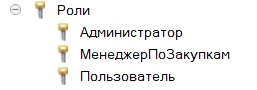 Роли
Администратор
МенеджерПоЗакупкам
Пользователь